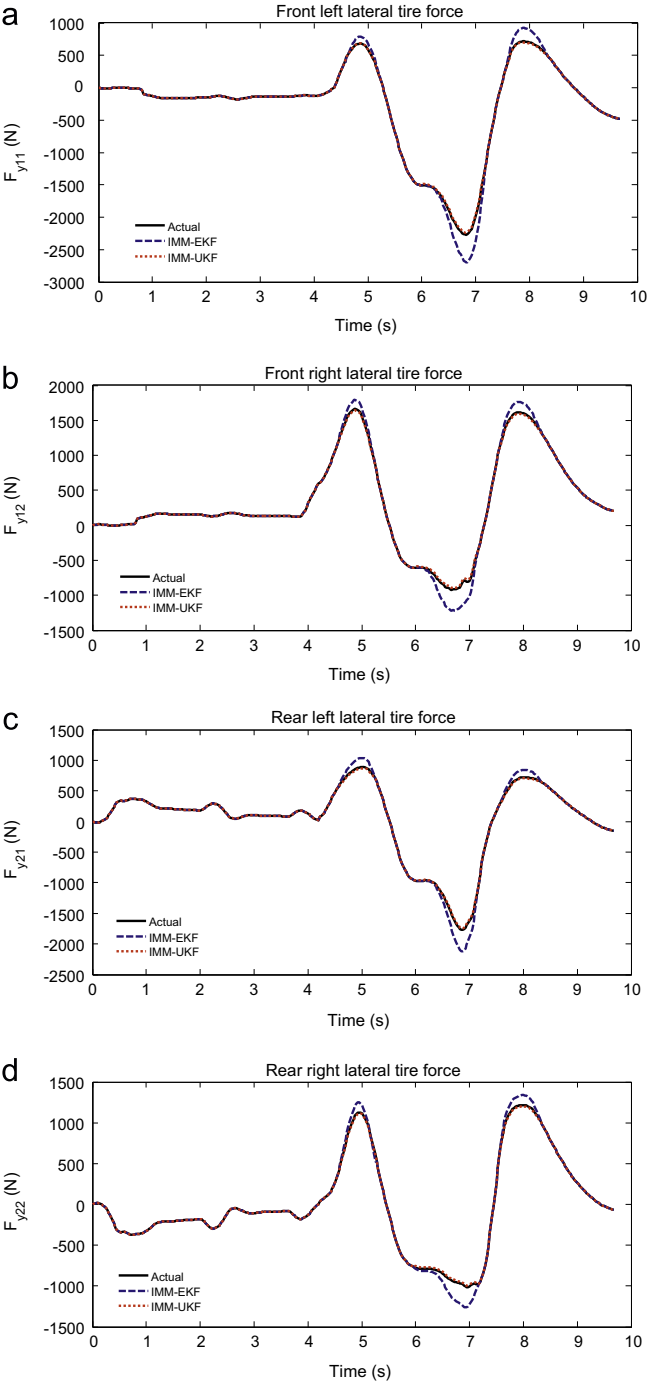 a
Front left lateral tire force
1000
500
0
-500
-1000
-1500
-2000
-2500
-3000
F_y11 (N)
Actual
IMM-EKF
IMM-UKF
0 1 2 3 4 5 6 7 8 9 10
Time (s)
b
Front right lateral tire force
2000
1500
1000
500
0
-500
-1000
-1500
F_y12 (N)
Actual
IMM-EKF
IMM-UKF
0 1 2 3 4 5 6 7 8 9 10
Time (s)
c
Rear left lateral tire force
1500
1000
500
0
-500
-1000
-1500
-2000
-2500
F_y21 (N)
Actual
IMM-EKF
IMM-UKF
0 1 2 3 4 5 6 7 8 9 10
Time (s)
d
Rear right lateral tire force
1500
1000
500
0
-500
-1000
-1500
F_y22 (N)
Actual
IMM-EKF
IMM-UKF
0 1 2 3 4 5 6 7 8 9 10
Time (s)